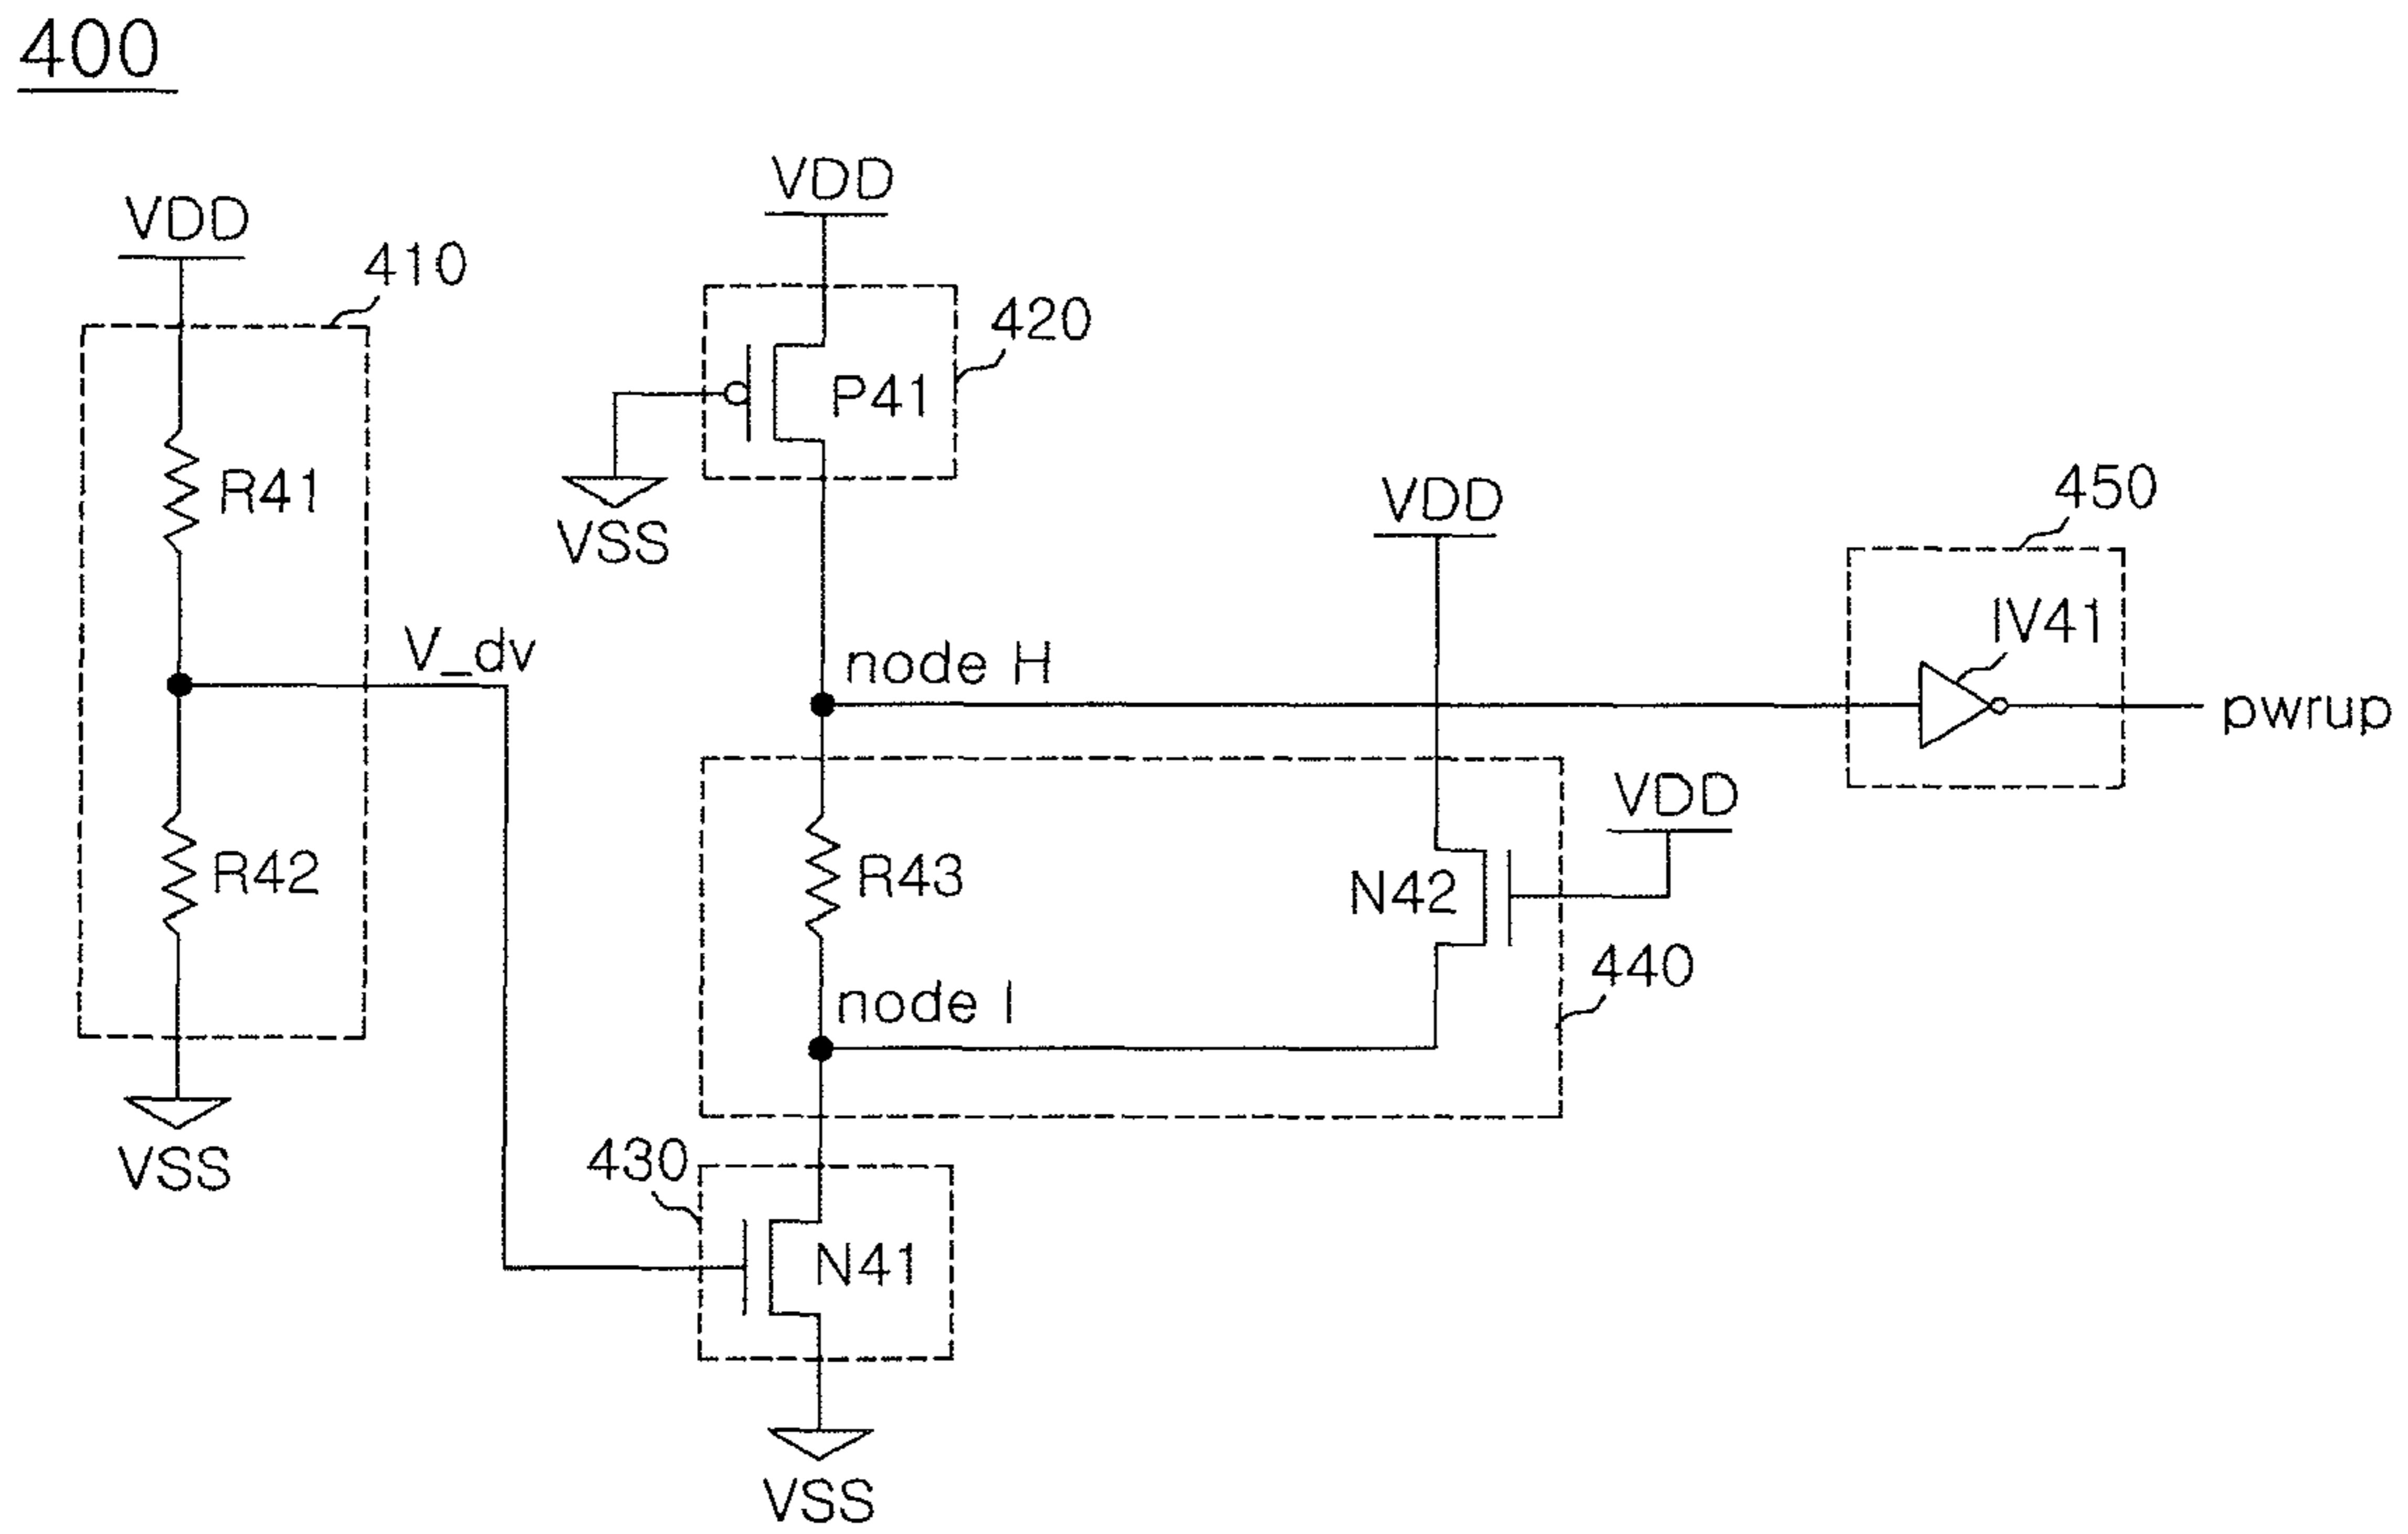 400
VDD
VDD
410
420
P41
R41
VSS
VDD
450
IV41
V_dv
node H
pwrup
VDD
R42
R43
N42
440
node I
VSS
430
N41
VSS